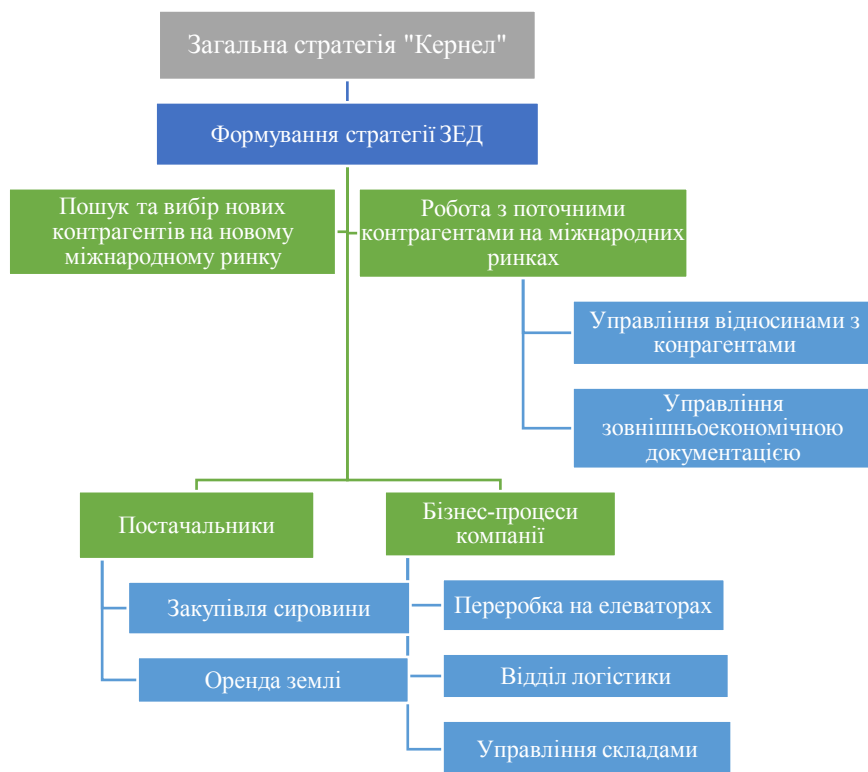 Загальна стратегія "Кернел"
Формування стратегії ЗЕД
Пошук та вибір нових
контрагентів на новому
міжнародному ринку
Робота з поточними
контрагентами на міжнародних
ринках
Управління відносинами з
конрагентами
Управління
зовнішньоекономічною
документацією
Постачальники
Бізнес-процеси
компанії
Закупівля сировини
Переробка на елеваторах
Оренда землі
Відділ логістики
Управління складами